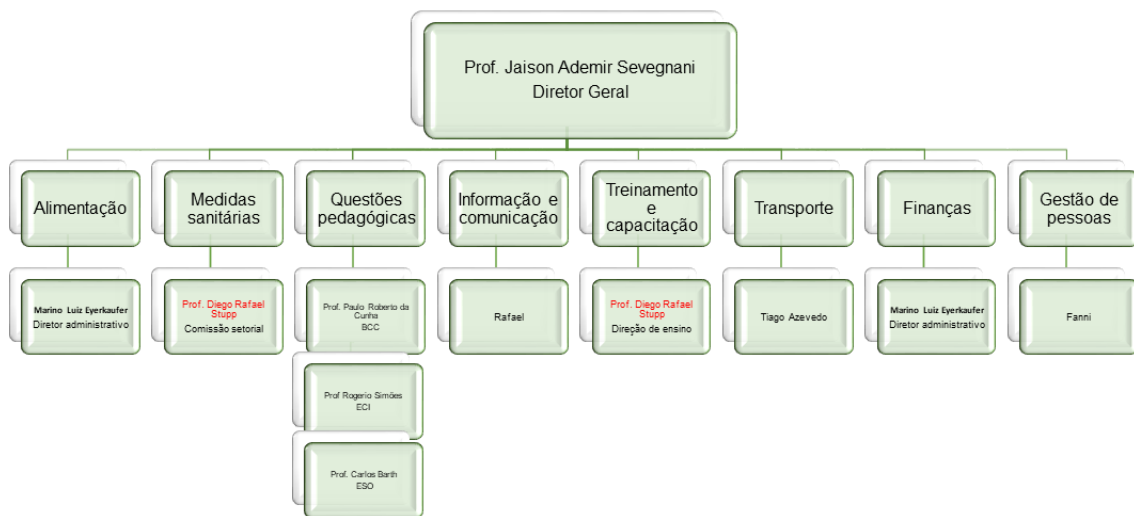 Prof. Jaison Ademir Sevegnani
Diretor Geral
Alimentação
Medidas
sanitárias
Questões
pedagógicas
Informação e
comunicação
Treinamento
e
capacitação
Transporte
Finanças
Gestão de
pessoas
Marino Luiz Eyerkaufer
Diretor administrativo
Prof. Diego Rafael
Stupp
Comissão setorial
Prof. Paulo Roberto da
Cunha
BCC
Rafael
Prof. Diego Rafael
Stupp
Direção de ensino
Tiago Azevedo
Marino Luiz Eyerkaufer
Diretor administrativo
Fanni
Prof Rogerio Simões
ECI
Prof. Carlos Barth
ESO